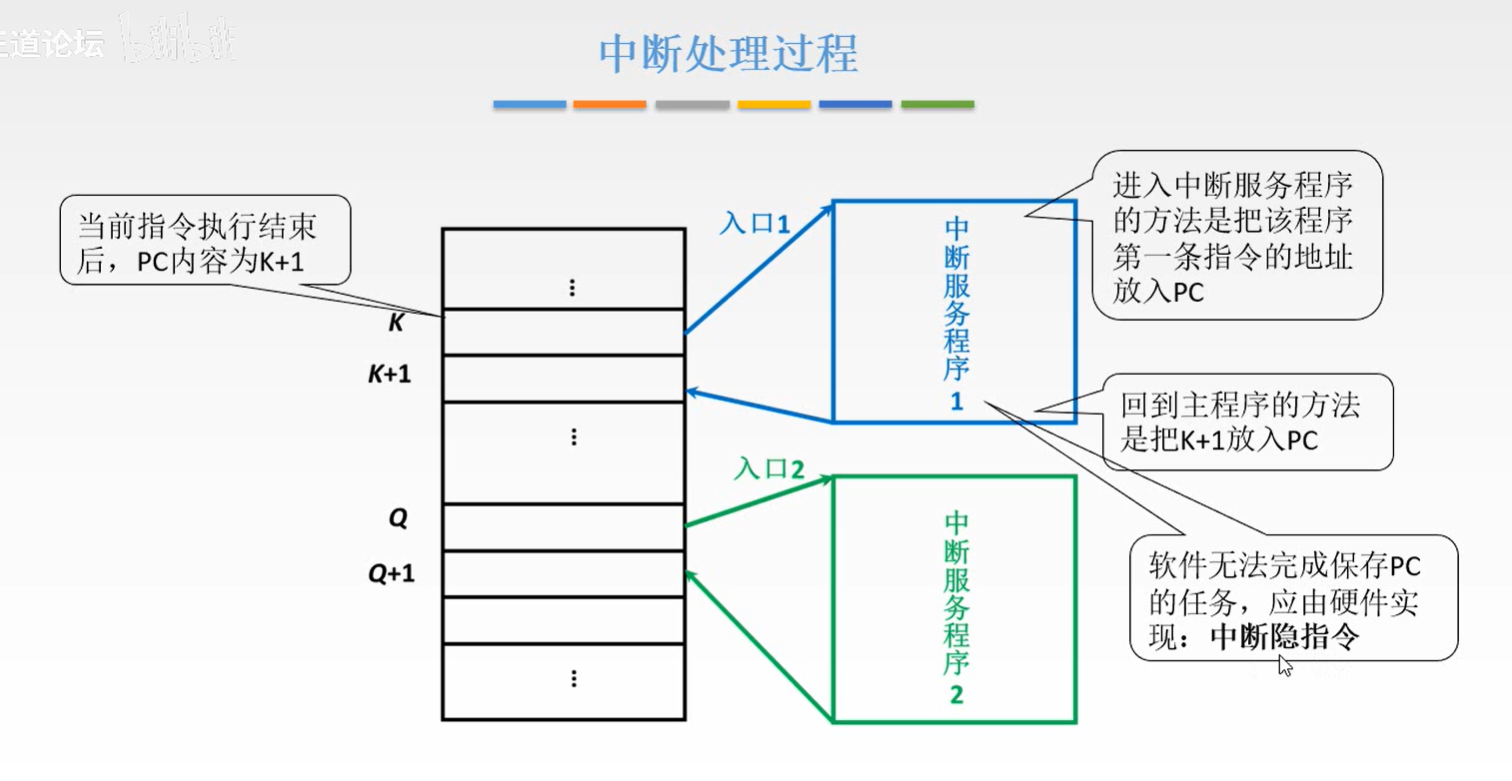 王道论坛 bilibili
中断处理过程
当前指令执行结束
后，PC内容为K+1
⋮
K
K+1
⋮
Q
Q+1
⋮
入口1
中断服务程序1
进入中断服务程序
的方法是把该程序
第一条指令的地址
放入PC
回到主程序的方法
是把K+1放入PC
入口2
中断服务程序2
软件无法完成保存PC
的任务，应由硬件实
现：中断隐指令